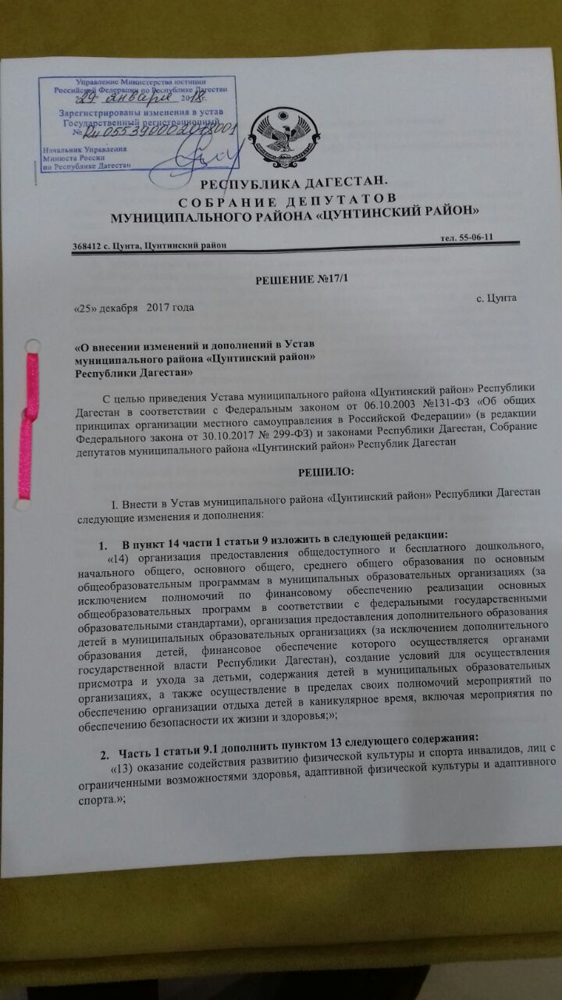 Управление Министерства юстиции
Российской Федерации по Республике Дагестан
«29» января 2018г.
Зарегистрированы изменения в устав
Государственный регистрационный
№ Ru 055390002018001
Начальник Управления
Минюста России
по Республике Дагестан
РЕСПУБЛИКА ДАГЕСТАН.
СОБРАНИЕ ДЕПУТАТОВ
МУНИЦИПАЛЬНОГО РАЙОНА «ЦУНТИНСКИЙ РАЙОН»
368412 с. Цунта, Цунтинский район тел. 55-06-11
РЕШЕНИЕ №17/1
«25» декабря 2017 года с. Цунта
«О внесении изменений и дополнений в Устав
муниципального района «Цунтинский район»
Республики Дагестан»
С целью приведения Устава муниципального района «Цунтинский район» Республики
Дагестан в соответствии с Федеральным законом от 06.10.2003 №131-ФЗ «Об общих
принципах организации местного самоуправления в Российской Федерации» (в редакции
Федерального закона от 30.10.2017 № 299-ФЗ) и законами Республики Дагестан, Собрание
депутатов муниципального района «Цунтинский район» Республик Дагестан
РЕШИЛО:
I. Внести в Устав муниципального района «Цунтинский район» Республики Дагестан
следующие изменения и дополнения:
1. В пункт 14 части 1 статьи 9 изложить в следующей редакции:
«14) организация предоставления общедоступного и бесплатного дошкольного,
начального общего, основного общего, среднего общего образования по основным
общеобразовательным программам в муниципальных образовательных организациях (за
исключением полномочий по финансовому обеспечению реализации основных
общеобразовательных программ в соответствии с федеральными государственными
образовательными стандартами), организация предоставления дополнительного образования
детей в муниципальных образовательных организациях (за исключением дополнительного
образования детей, финансовое обеспечение которого осуществляется органами
государственной власти Республики Дагестан), создание условий для осуществления
присмотра и ухода за детьми, содержания детей в муниципальных образовательных
организациях, а также осуществление в пределах своих полномочий мероприятий по
обеспечению организации отдыха детей в каникулярное время, включая мероприятия по
обеспечению безопасности их жизни и здоровья;»;
2. Часть 1 статьи 9.1 дополнить пунктом 13 следующего содержания:
«13) оказание содействия развитию физической культуры и спорта инвалидов, лиц с
ограниченными возможностями здоровья, адаптивной физической культуры и адаптивного
спорта.»;